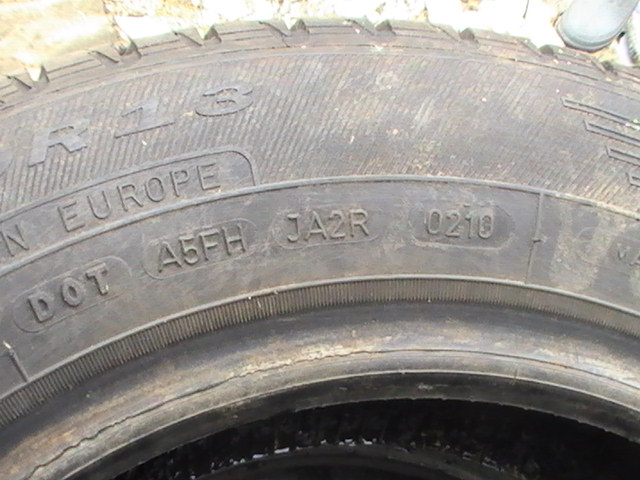 R13
N EUROPE
DOT A5FH JA2R 0210